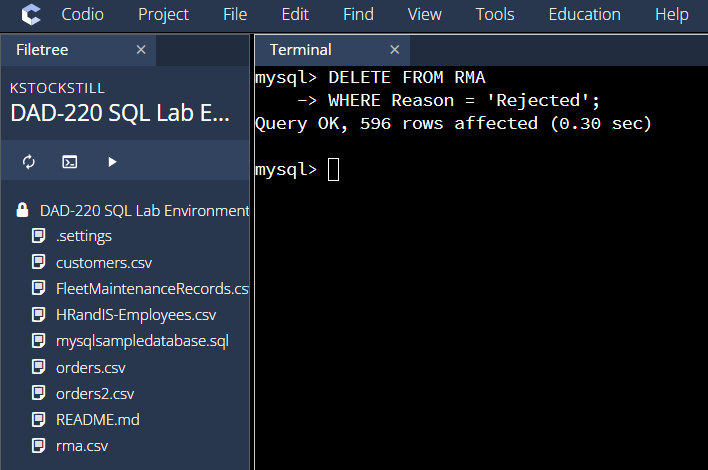 Codio Project File Edit Find View Tools Education Help
Filetree ×
KSTOCKSTILL
DAD-220 SQL Lab E...
DAD-220 SQL Lab Environment
.settings
customers.csv
FleetMaintenanceRecords.cs
HRandIS-Employees.csv
mysqlsampledatabase.sql
orders.csv
orders2.csv
README.md
rma.csv
Terminal ×
mysql> DELETE FROM RMA
-> WHERE Reason = 'Rejected';
Query OK, 596 rows affected (0.30 sec)
mysql>